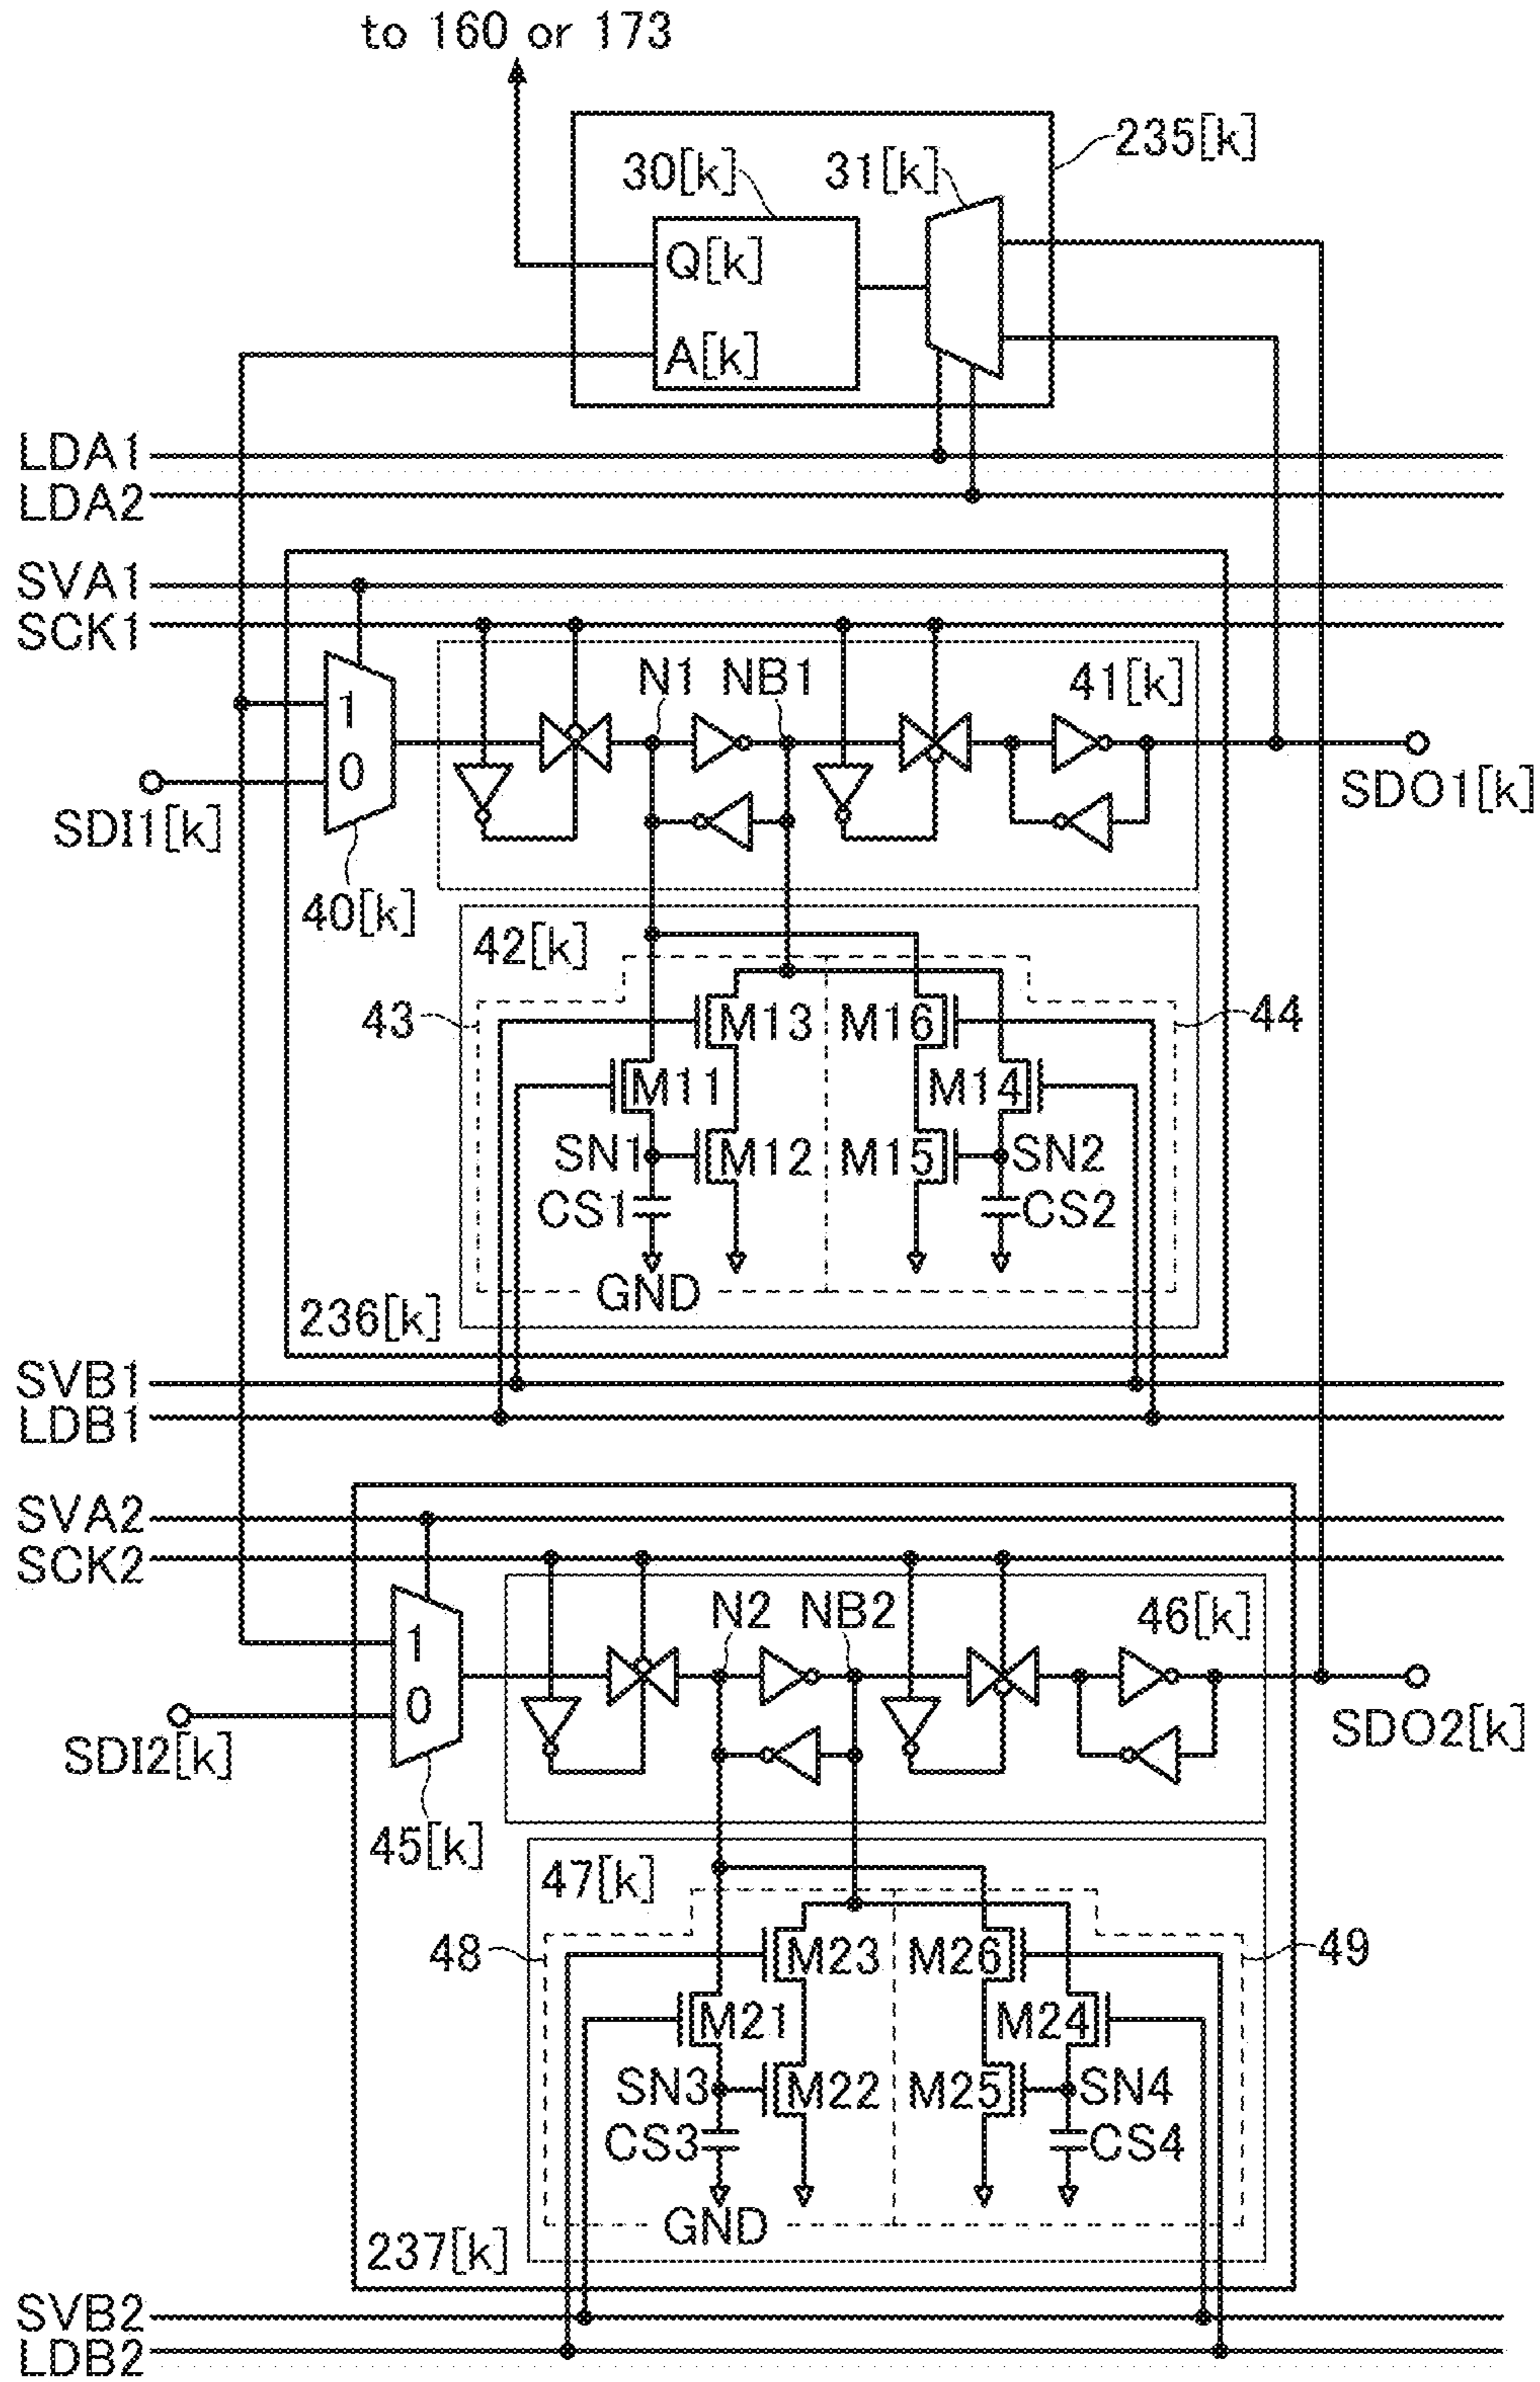 to 160 or 173
235[k]
30[k]
31[k]
Q[k]
A[k]
LDA1
LDA2
SVA1
SCK1
N1
NB1
41[k]
1
0
SDI1[k]
SDO1[k]
40[k]
42[k]
43
M13
M16
44
M11
M14
SN1
M12
M15
SN2
CS1
CS2
GND
236[k]
SVB1
LDB1
SVA2
SCK2
N2
NB2
46[k]
1
0
SDI2[k]
SDO2[k]
45[k]
47[k]
48
M23
M26
49
M21
M24
SN3
M22
M25
SN4
CS3
CS4
GND
237[k]
SVB2
LDB2